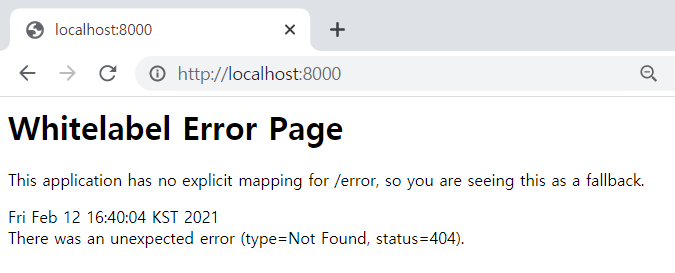 localhost:8000
http://localhost:8000
Whitelabel Error Page
This application has no explicit mapping for /error, so you are seeing this as a fallback.
Fri Feb 12 16:40:04 KST 2021
There was an unexpected error (type=Not Found, status=404).